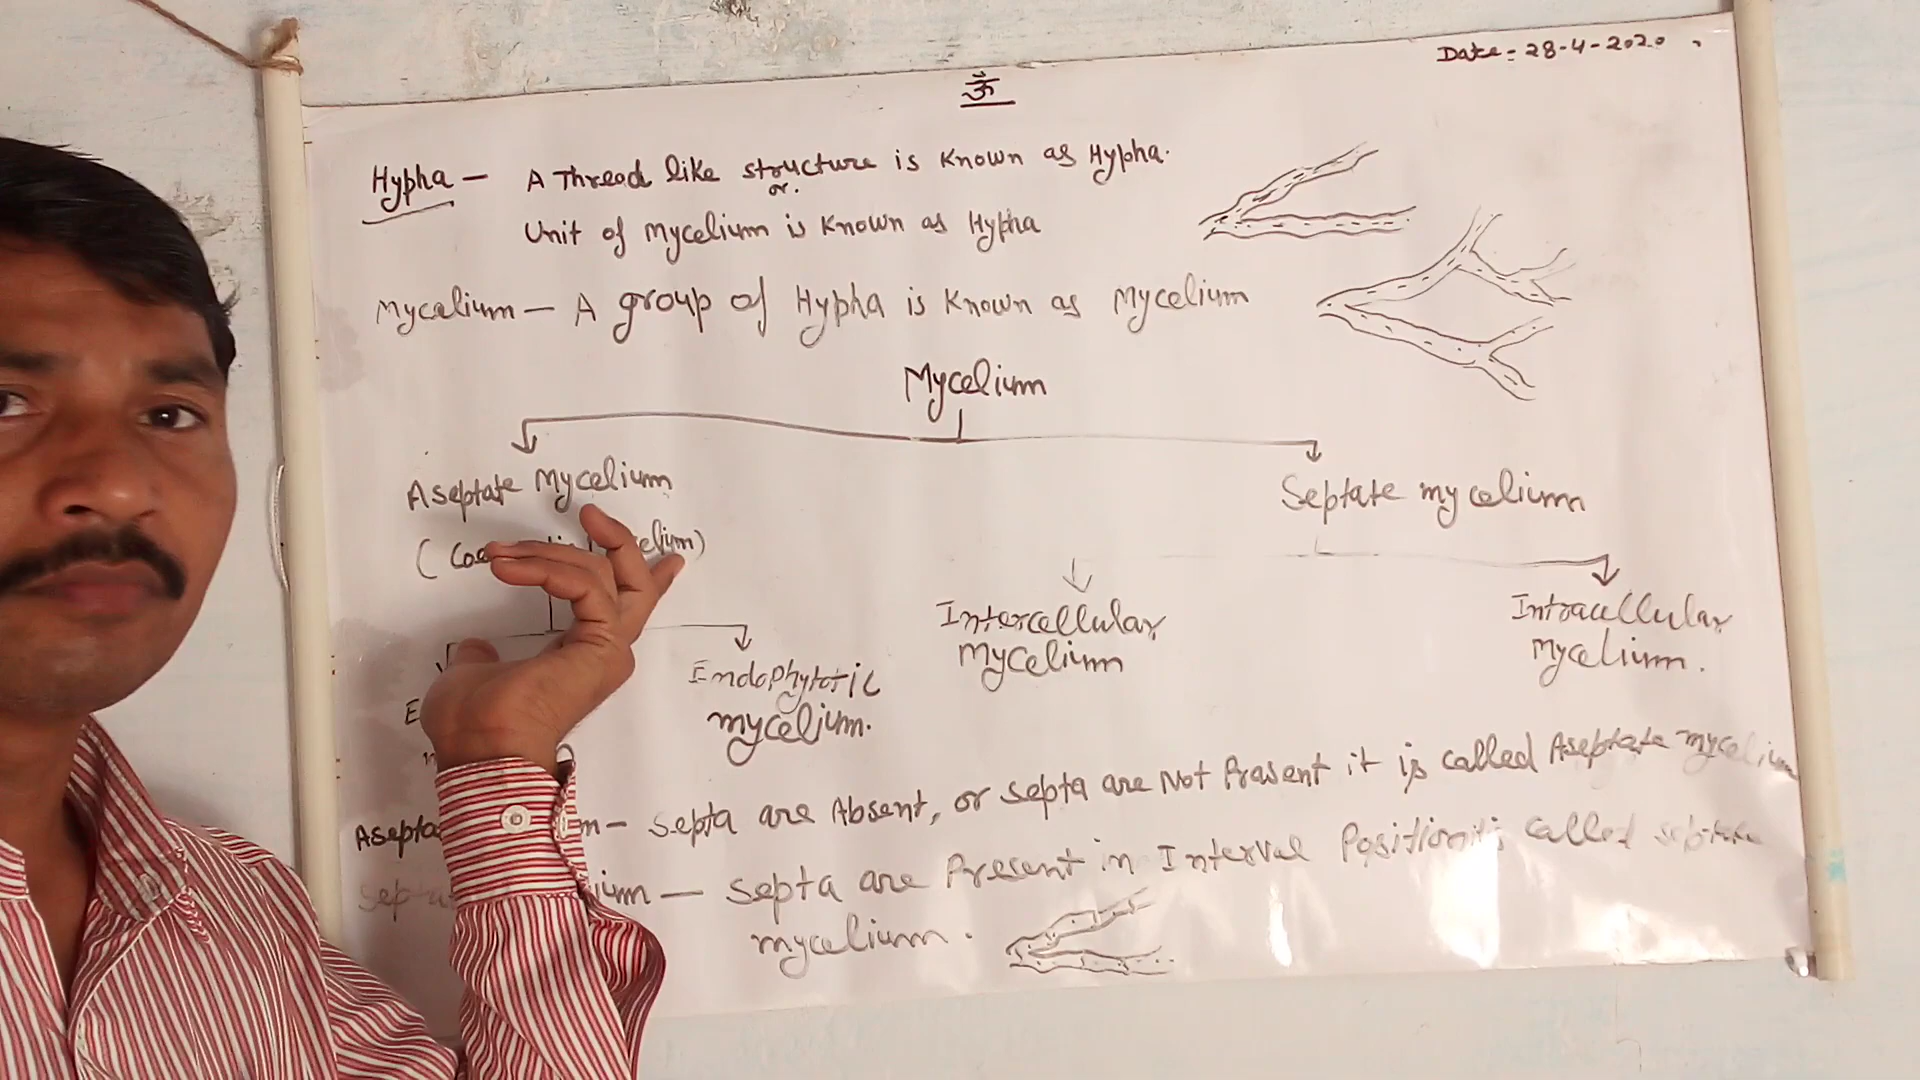 Date - 28-4-2020
ॐ
Hypha - A Thread like structure is Known as Hypha.
or.
Unit of mycelium is Known as Hypha
Mycelium - A group of Hypha is Known as Mycelium
Mycelium
Aseptate Mycelium
Septate mycelium
Intercellular
Mycelium
Intracellular
Mycelium.
Endophytotic
mycelium.
Septa are Absent, or septa are Not Present it is called Aseptate mycelium
Septa are Present in Interval Position it is called septate
mycelium.